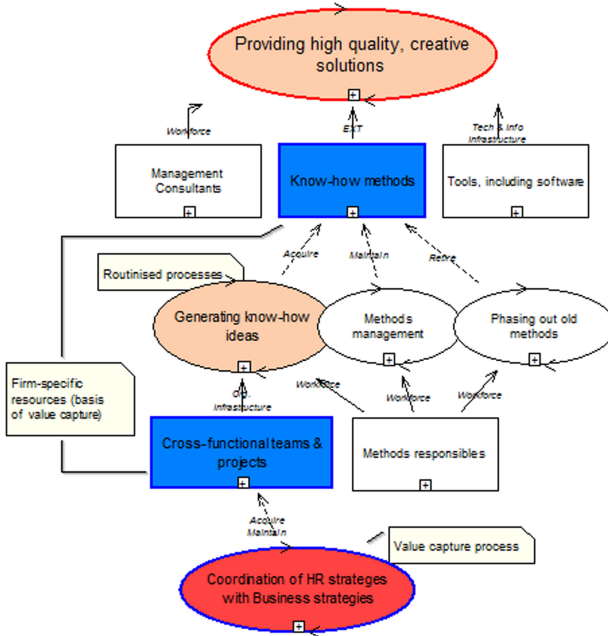 Providing high quality, creative
solutions
Workforce
EXT
Tech & Info
Infrastructure
Management
Consultants
Know-how methods
Tools, including software
Acquire
Maintain
Retire
Routinised processes
Generating know-how
ideas
Methods
management
Phasing out old
methods
Firm-specific
resources (basis
of value capture)
Org.
Infrastructure
Workforce
Workforce
Workforce
Cross-functional teams &
projects
Methods responsibles
Acquire
Maintain
Value capture process
Coordination of HR strateges
with Business strategies